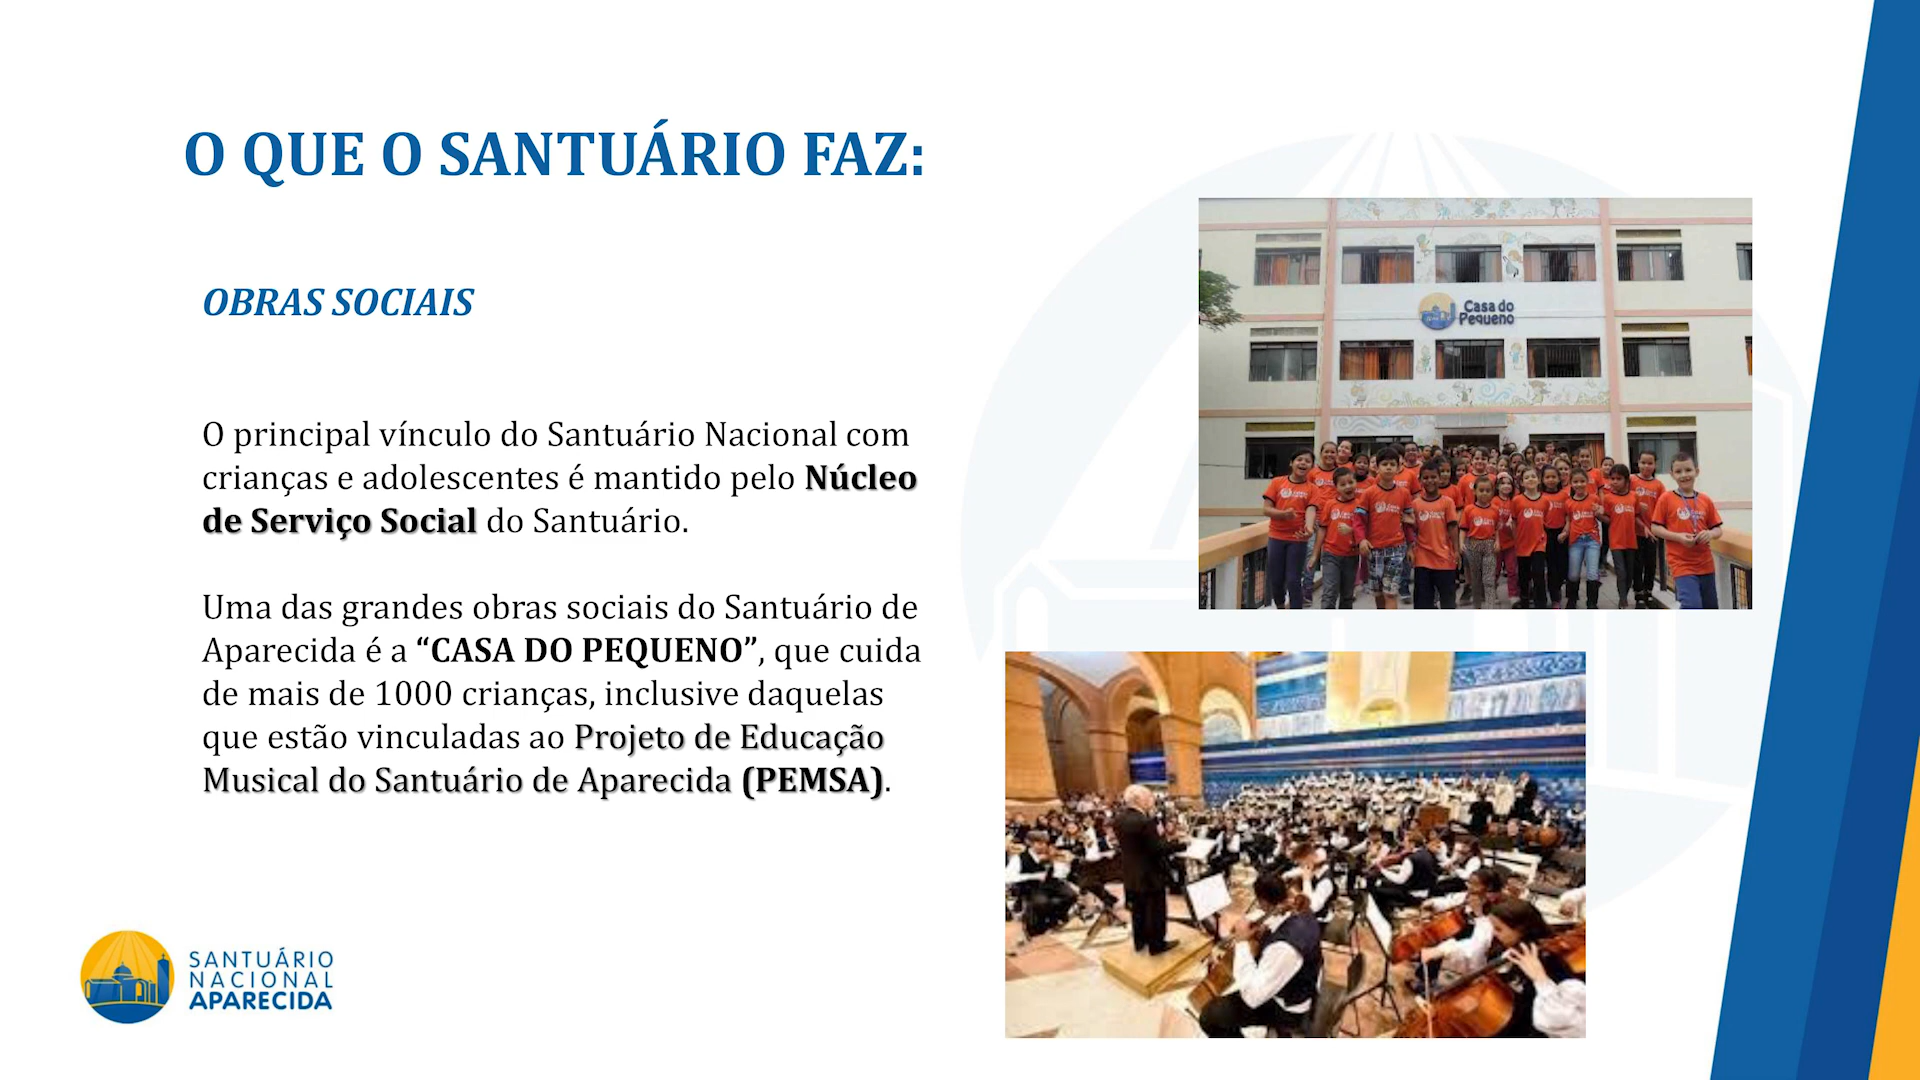 O QUE O SANTUÁRIO FAZ:
OBRAS SOCIAIS
O principal vínculo do Santuário Nacional com
crianças e adolescentes é mantido pelo Núcleo
de Serviço Social do Santuário.
Uma das grandes obras sociais do Santuário de
Aparecida é a “CASA DO PEQUENO”, que cuida
de mais de 1000 crianças, inclusive daquelas
que estão vinculadas ao Projeto de Educação
Musical do Santuário de Aparecida (PEMSA).
Casa do
Pequeno
SANTUÁRIO
NACIONAL
APARECIDA